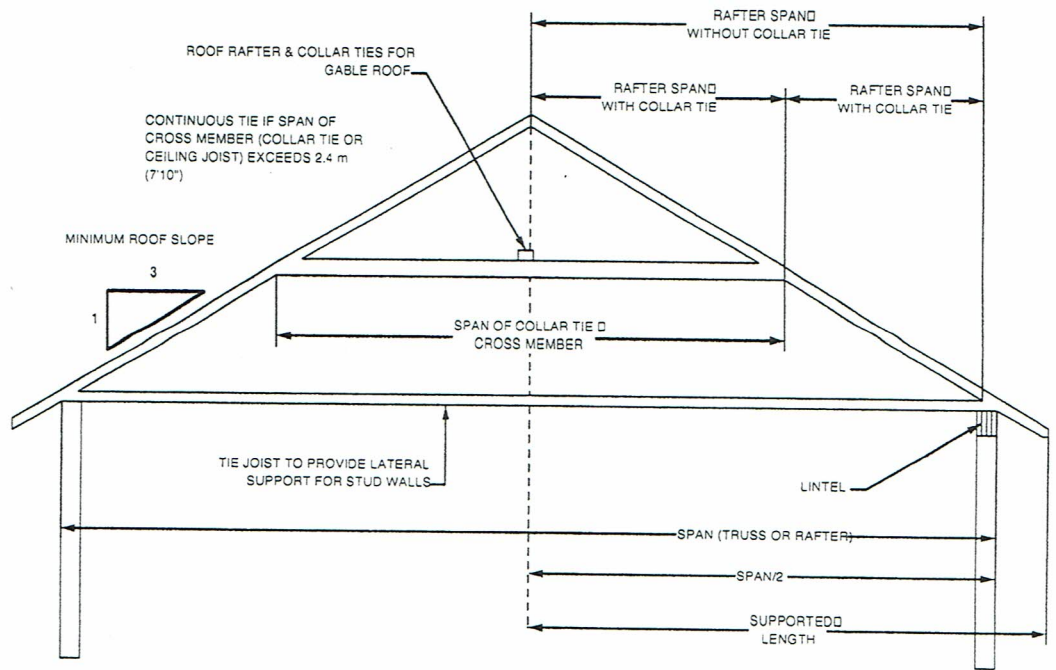 RAFTER SPAN
WITHOUT COLLAR TIE
ROOF RAFTER & COLLAR TIES FOR
GABLE ROOF
RAFTER SPAN
WITH COLLAR TIE
RAFTER SPAN
WITH COLLAR TIE
CONTINUOUS TIE IF SPAN OF
CROSS MEMBER (COLLAR TIE OR
CEILING JOIST) EXCEEDS 2.4 m
(7'10")
MINIMUM ROOF SLOPE
3
1
SPAN OF COLLAR TIE
CROSS MEMBER
TIE JOIST TO PROVIDE LATERAL
SUPPORT FOR STUD WALLS
LINTEL
SPAN (TRUSS OR RAFTER)
SPAN/2
SUPPORTED
LENGTH